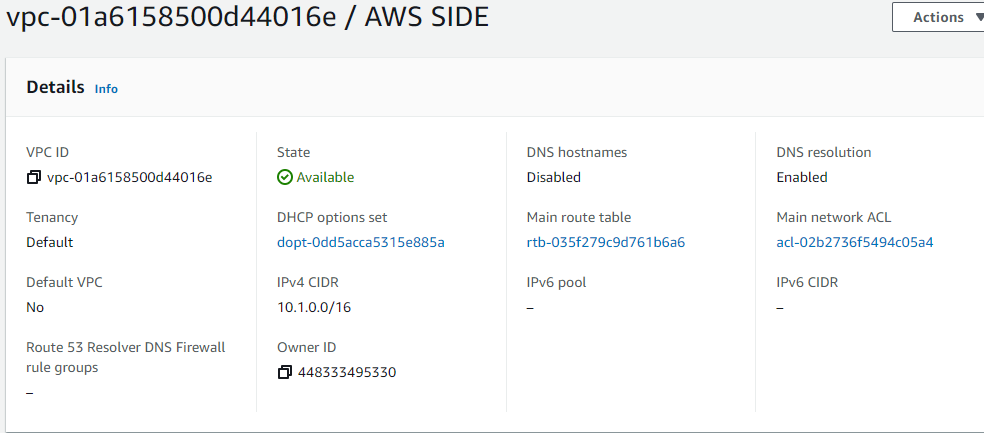 vpc-01a6158500d44016e / AWS SIDE
Actions
Details Info
VPC ID
vpc-01a6158500d44016e
State
Available
DNS hostnames
Disabled
DNS resolution
Enabled
Tenancy
Default
DHCP options set
dopt-0dd5acca5315e885a
Main route table
rtb-035f279c9d761b6a6
Main network ACL
acl-02b2736f5494c05a4
Default VPC
No
IPv4 CIDR
10.1.0.0/16
IPv6 pool
–
IPv6 CIDR
–
Route 53 Resolver DNS Firewall
rule groups
–
Owner ID
448333495330